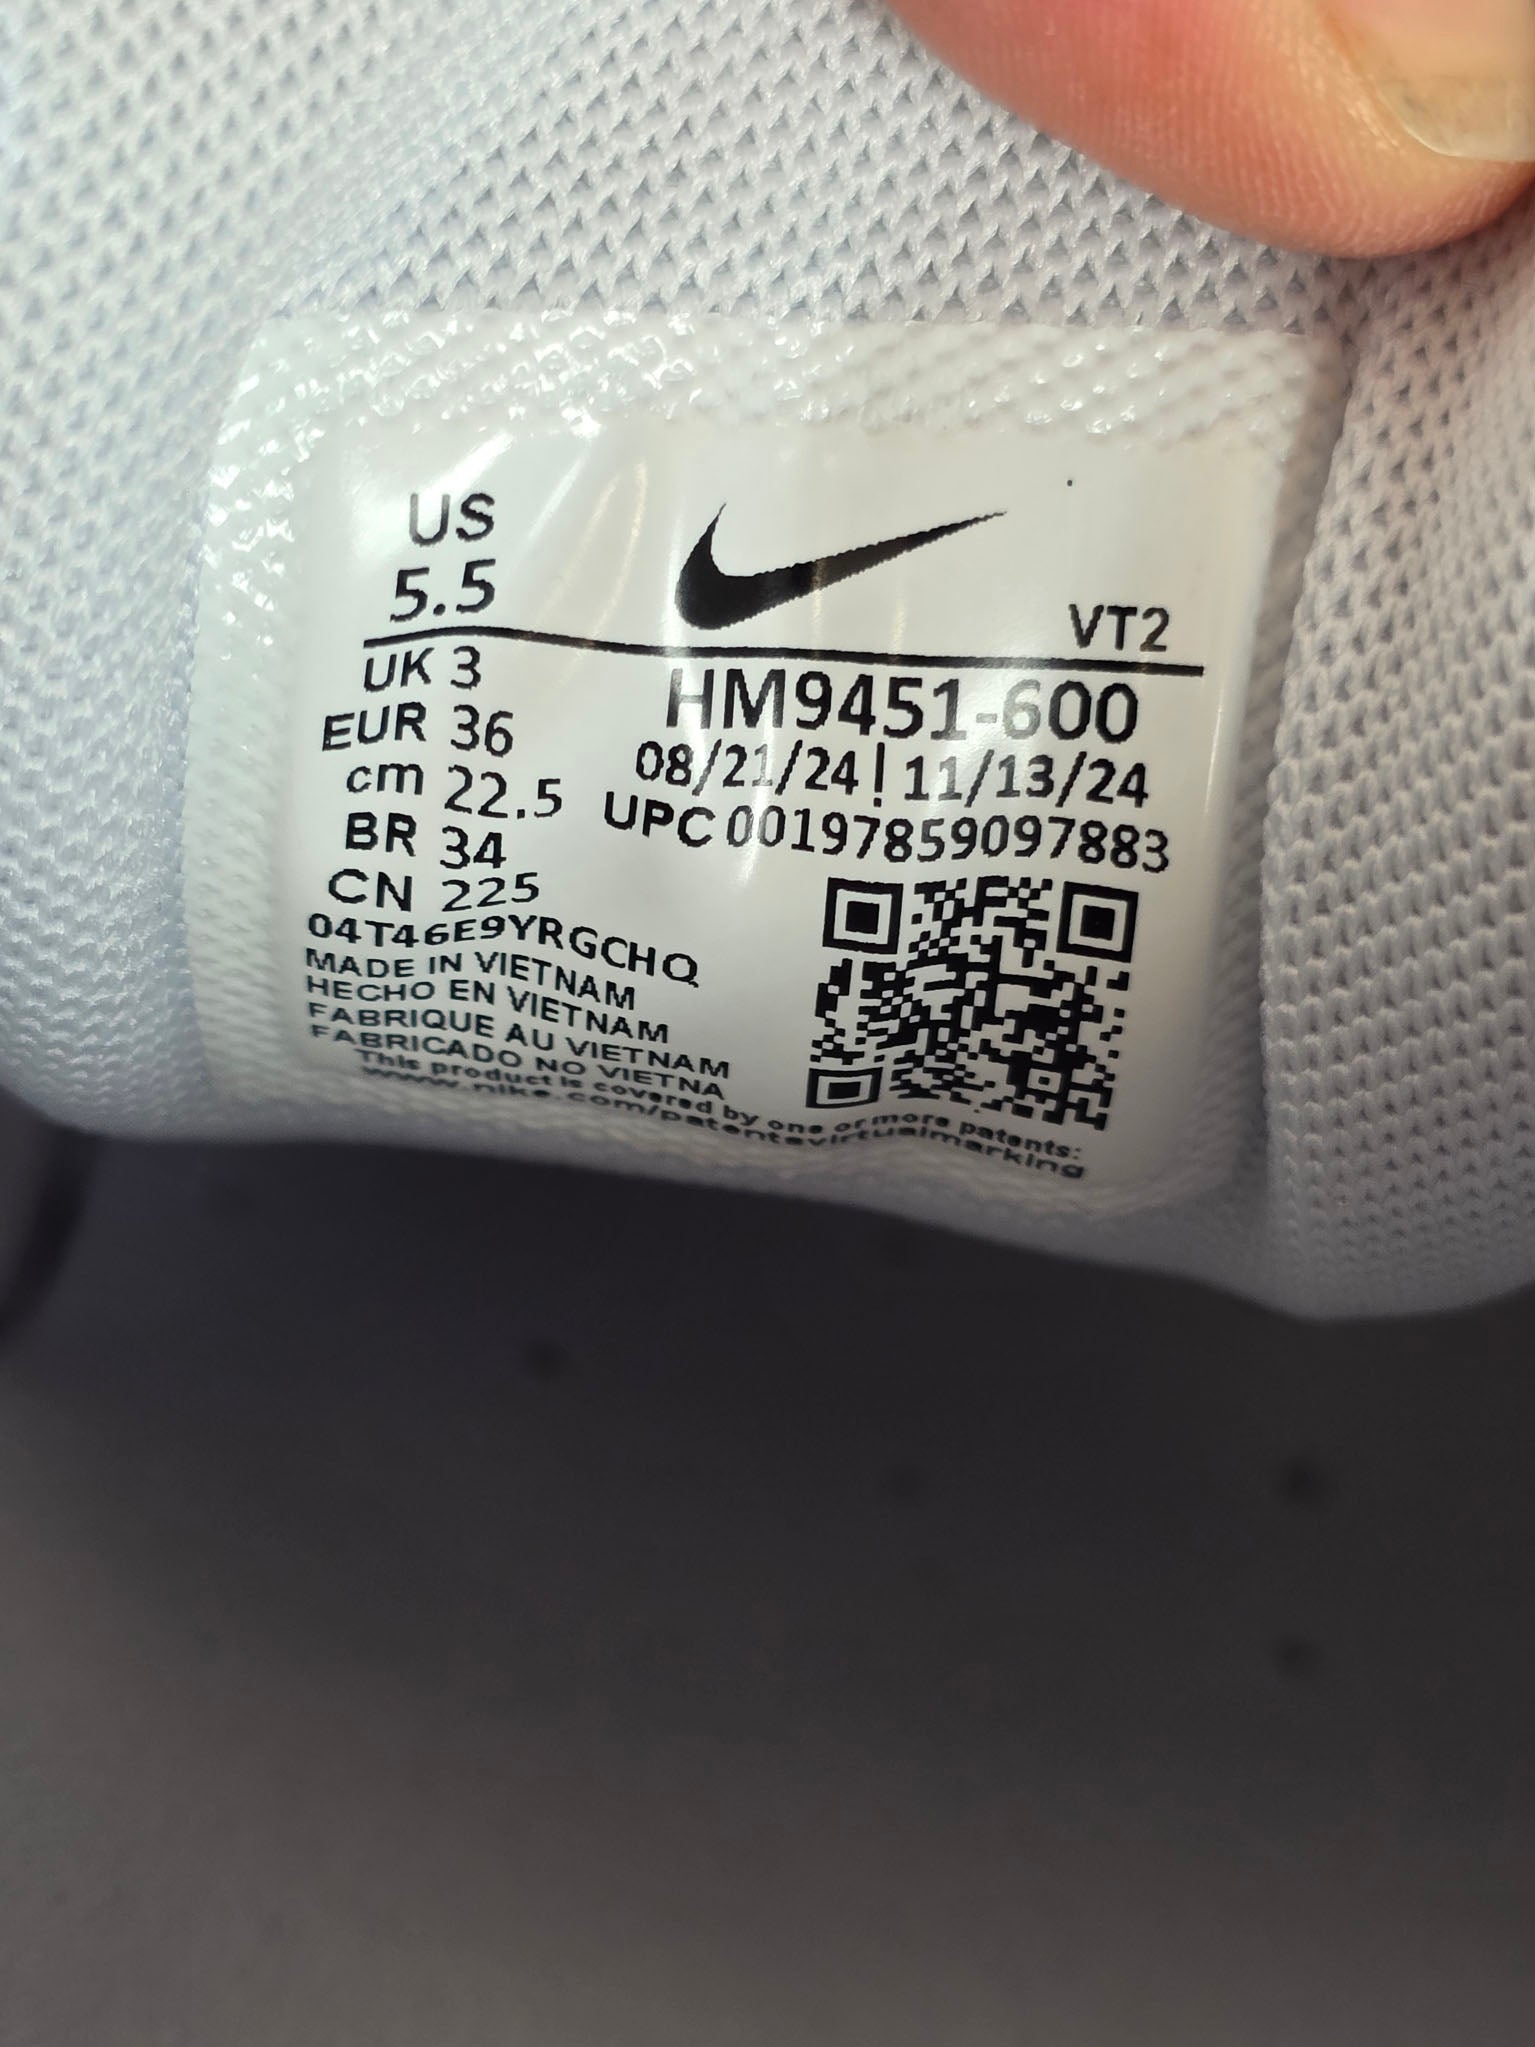 US
5.5
VT2
UK 3
EUR 36
cm 22.5
BR 34
CN 225
HM9451-600
08/21/24 | 11/13/24
UPC 00197859097883
04T46E9YRGCHQ
MADE IN VIETNAM
HECHO EN VIETNAM
FABRIQUE AU VIETNAM
FABRICADO NO VIETNA
This product is covered by one or more patents:
www.nike.com/patentsvirtualmarking